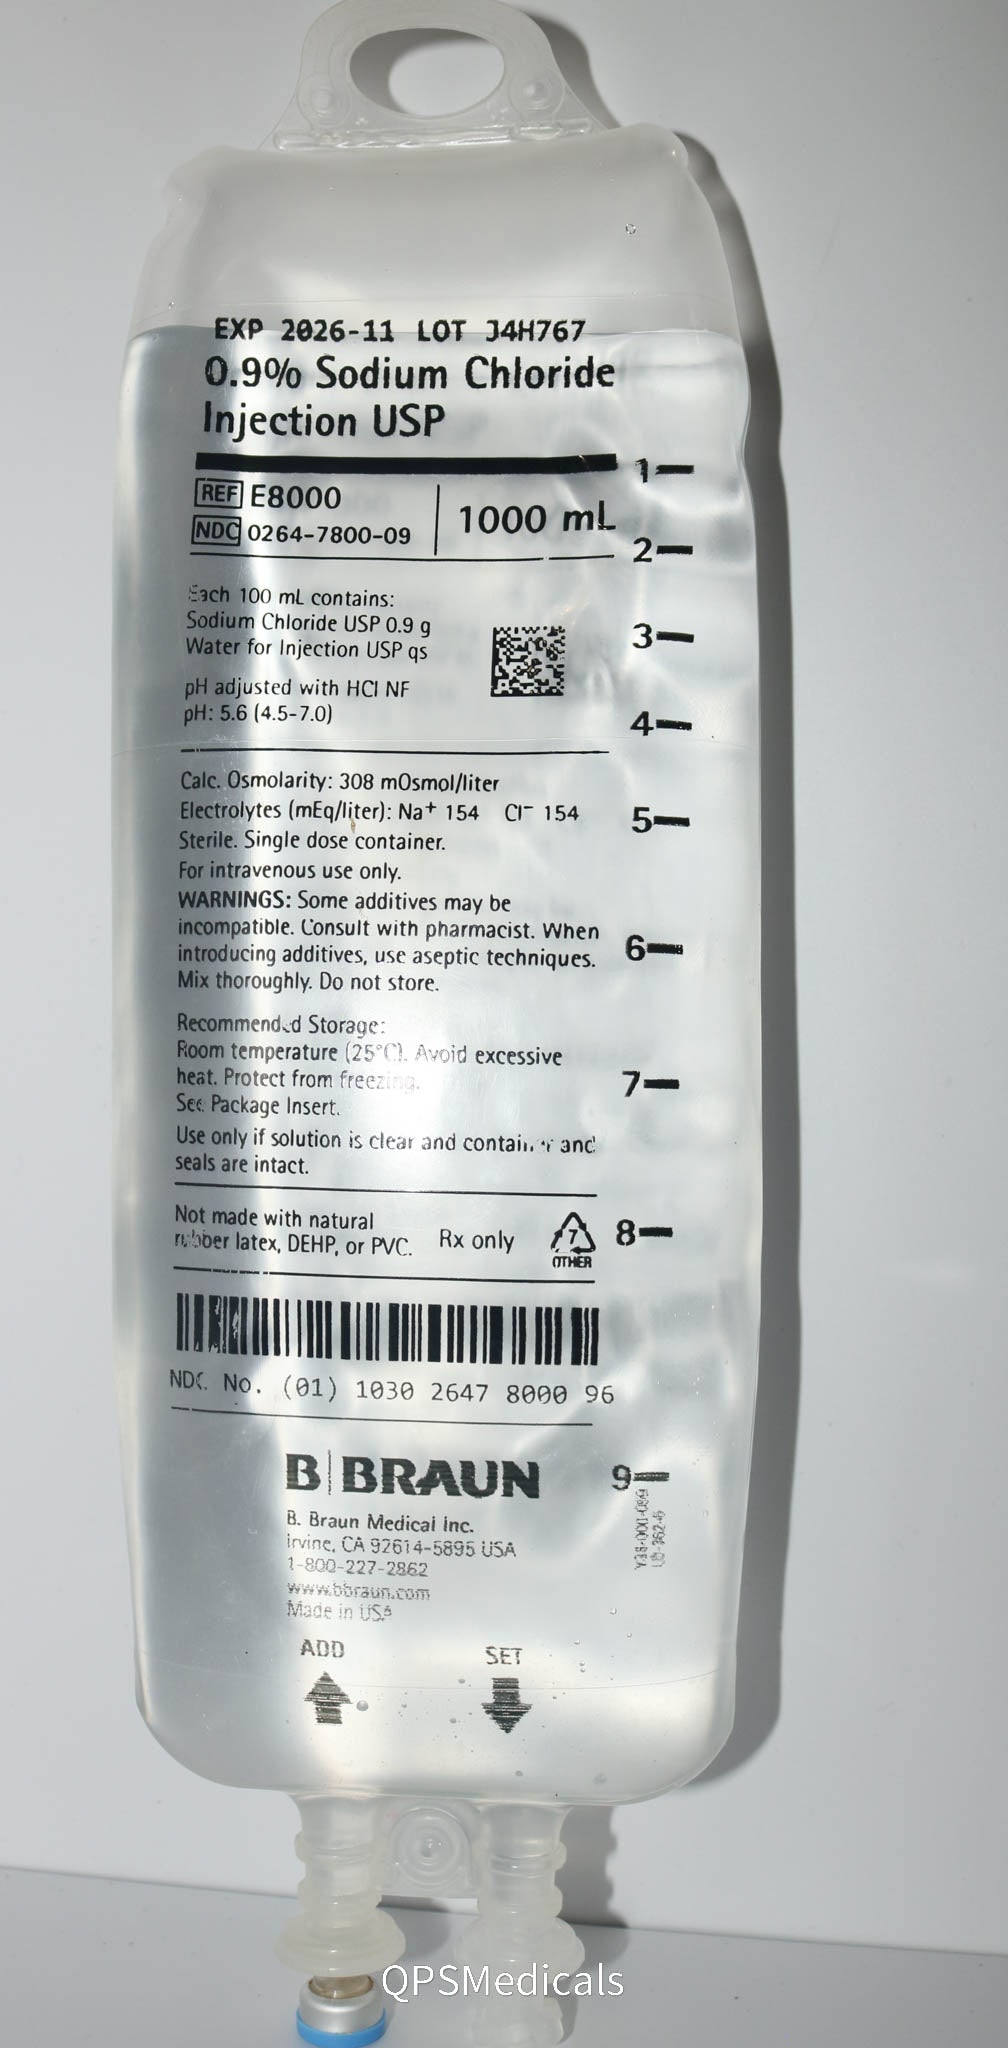 EXP 2026-11 LOT J4H767
0.9% Sodium Chloride
Injection USP
REF E8000
NDC 0264-7800-09
1000 mL
Each 100 mL contains:
Sodium Chloride USP 0.9 g
Water for Injection USP qs
pH adjusted with HCl NF
pH: 5.6 (4.5-7.0)
Calc. Osmolarity: 308 mOsmol/liter
Electrolytes (mEq/liter): Na+ 154 Cl− 154
Sterile. Single dose container.
For intravenous use only.
WARNINGS: Some additives may be
incompatible. Consult with pharmacist. When
introducing additives, use aseptic techniques.
Mix thoroughly. Do not store.
Recommended Storage:
Room temperature (25°C). Avoid excessive
heat. Protect from freezing.
See Package Insert.
Use only if solution is clear and container and
seals are intact.
Not made with natural
rubber latex, DEHP, or PVC.
Rx only
7
OTHER
NDC No. (01) 1030 2647 8000 96
B|BRAUN
B. Braun Medical Inc.
Irvine, CA 92614-5895 USA
1-800-227-2862
www.bbraun.com
Made in USA
ADD
SET
1
2
3
4
5
6
7
8
9
QPSMedicals